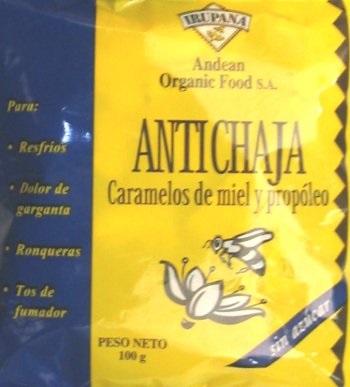 IRUPANA
Andean
Organic Food S.A.
Para:
• Resfrios
• Dolor de
garganta
• Ronqueras
• Tos de
fumador
ANTICHAJA
Caramelos de miel y propóleo
sin azúcar
PESO NETO
100 g